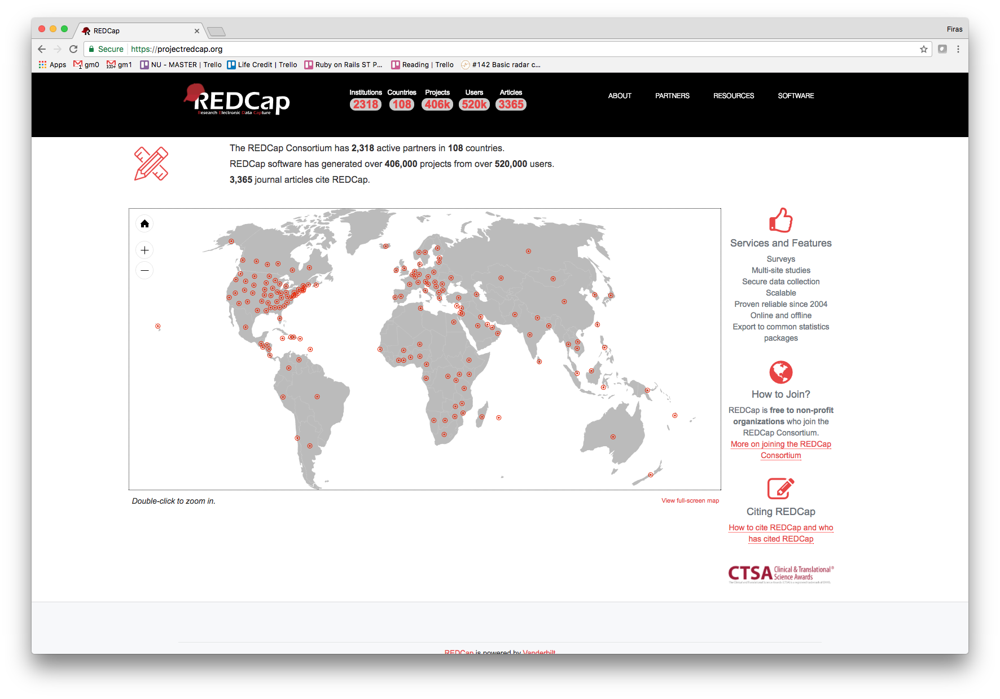 REDCap
Firas
Secure https://projectredcap.org
Apps gm0 gm1 NU - MASTER | Trello Life Credit | Trello Ruby on Rails ST P... Reading | Trello #142 Basic radar c...
REDCap
Research Electronic Data Capture
Institutions Countries Projects Users Articles
2318 108 406k 520k 3365
ABOUT PARTNERS RESOURCES SOFTWARE
The REDCap Consortium has 2,318 active partners in 108 countries.
REDCap software has generated over 406,000 projects from over 520,000 users.
3,365 journal articles cite REDCap.
Double-click to zoom in.
View full-screen map
Services and Features
Surveys
Multi-site studies
Secure data collection
Scalable
Proven reliable since 2004
Online and offline
Export to common statistics
packages
How to Join?
REDCap is free to non-profit
organizations who join the
REDCap Consortium.
More on joining the REDCap
Consortium
Citing REDCap
How to cite REDCap and who
has cited REDCap
CTSA Clinical & Translational®
Science Awards
REDCap is powered by Vanderbilt